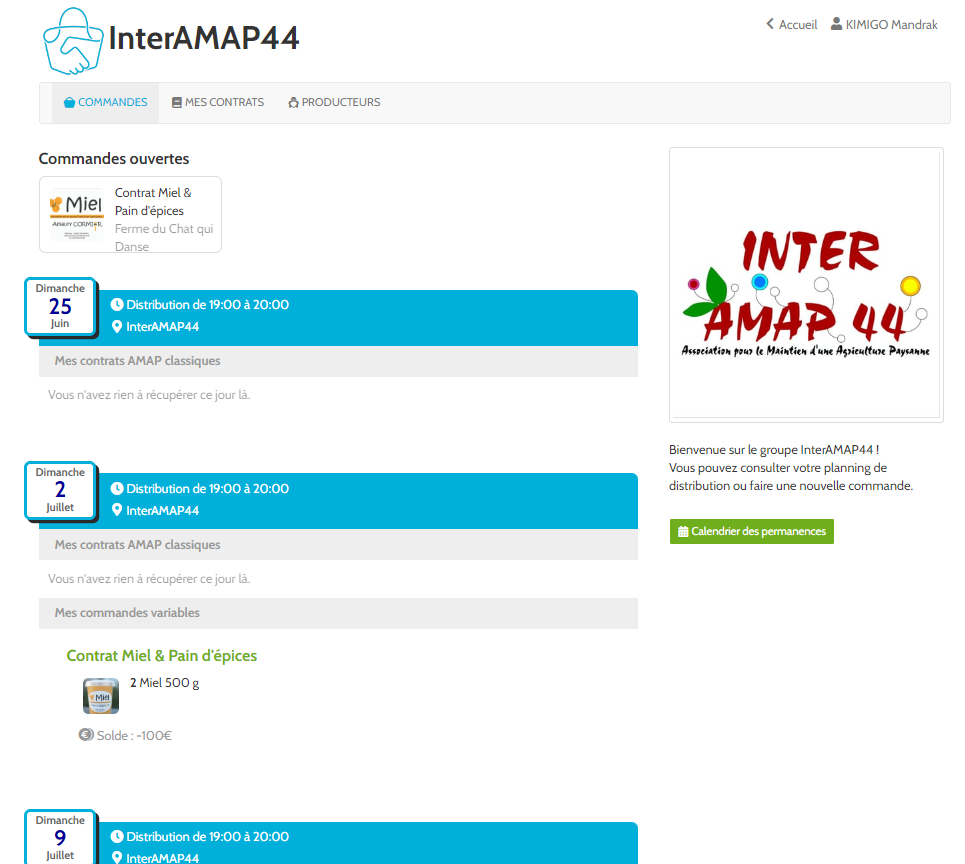 InterAMAP44
Accueil
KIMIGO Mandrak
COMMANDES
MES CONTRATS
PRODUCTEURS
Commandes ouvertes
Miel
Arnaury CORMIER
Contrat Miel &
Pain d'épices
Ferme du Chat qui
Danse
Dimanche
25
Juin
Distribution de 19:00 à 20:00
InterAMAP44
Mes contrats AMAP classiques
Vous n'avez rien à récupérer ce jour là.
Dimanche
2
Juillet
Distribution de 19:00 à 20:00
InterAMAP44
Mes contrats AMAP classiques
Vous n'avez rien à récupérer ce jour là.
Mes commandes variables
Contrat Miel & Pain d'épices
Miel
2 Miel 500 g
Solde : -100€
Dimanche
9
Juillet
Distribution de 19:00 à 20:00
InterAMAP44
INTER
AMAP 44
Association pour le Maintien d'une Agriculture Paysanne
Bienvenue sur le groupe InterAMAP44 !
Vous pouvez consulter votre planning de
distribution ou faire une nouvelle commande.
Calendrier des permanences